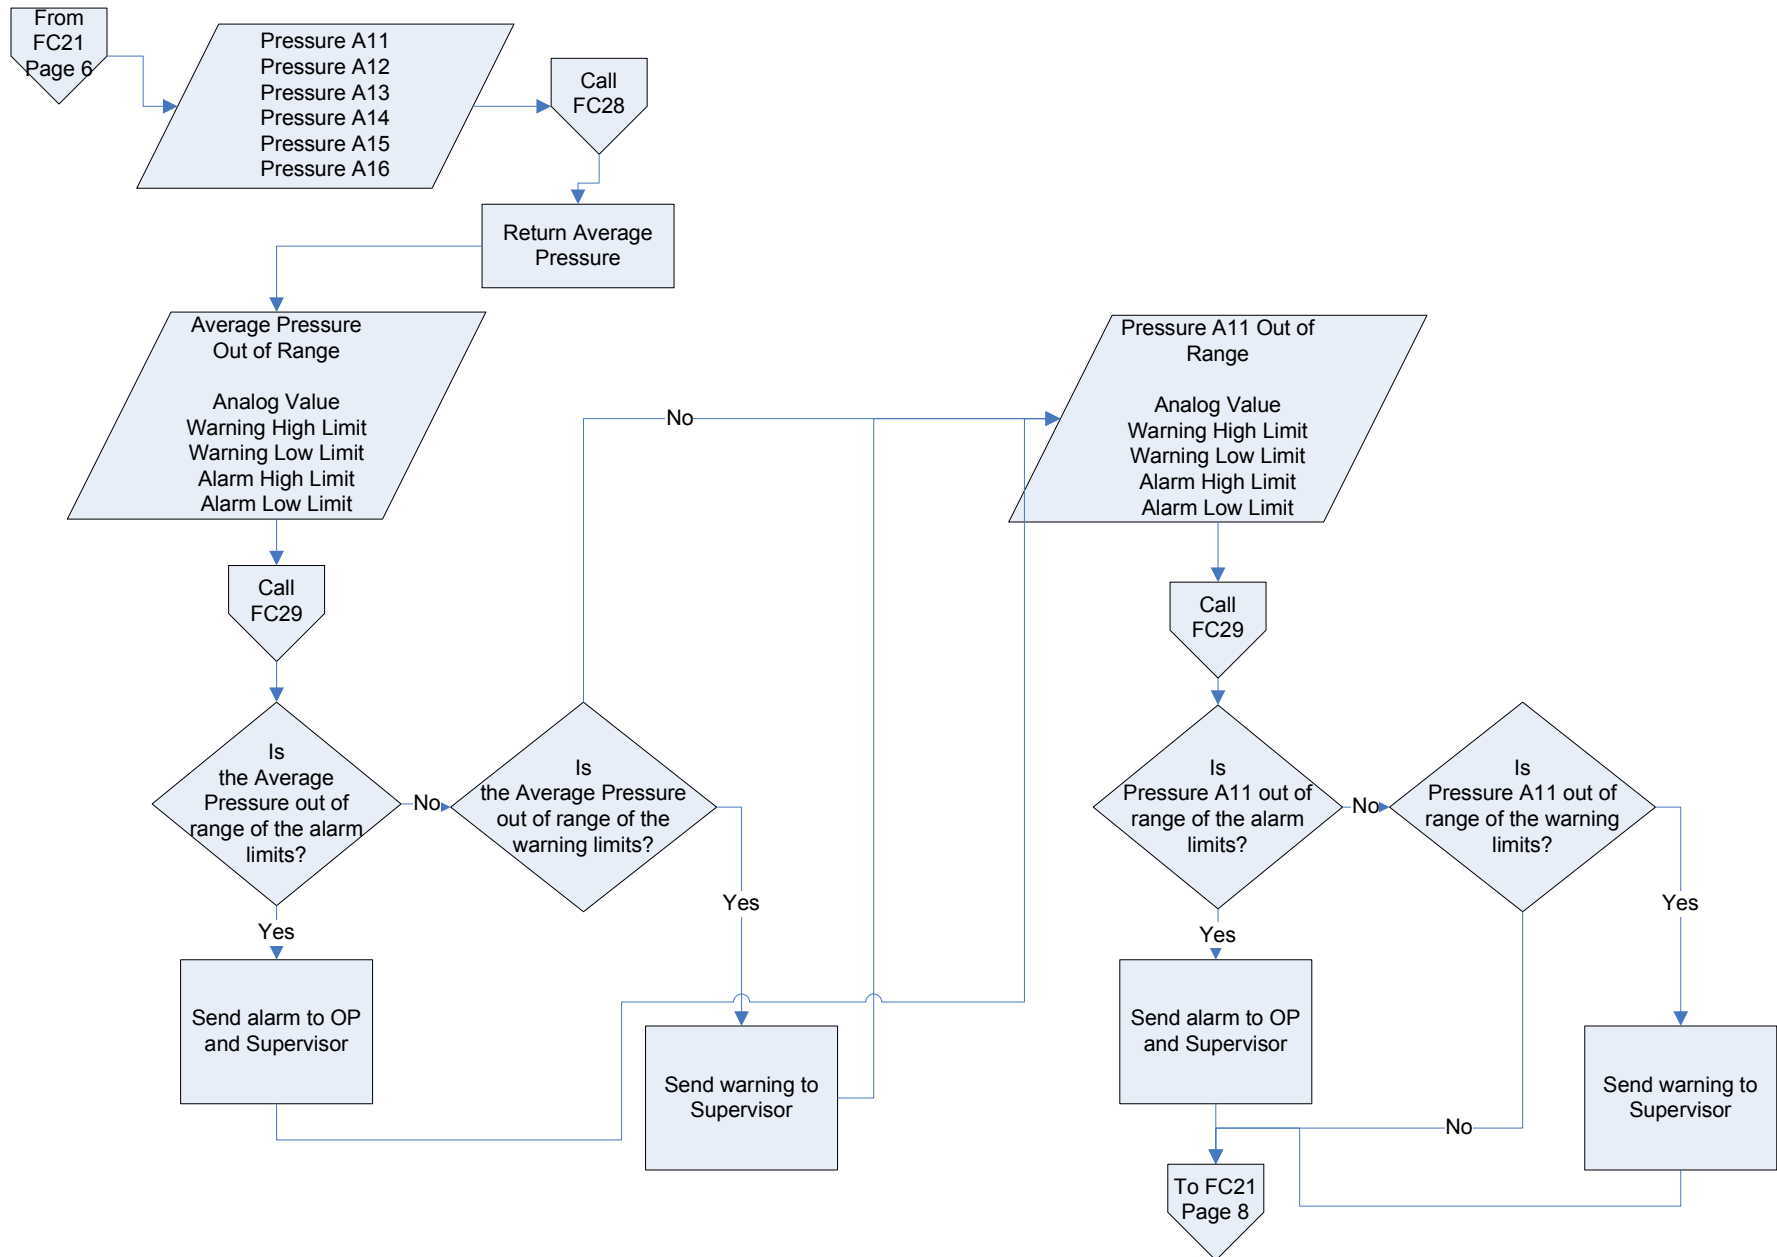 From
FC21
Page 6
Pressure A11
Pressure A12
Pressure A13
Pressure A14
Pressure A15
Pressure A16
Call
FC28
Return Average
Pressure
Average Pressure
Out of Range
Analog Value
Warning High Limit
Warning Low Limit
Alarm High Limit
Alarm Low Limit
Call
FC29
Is
the Average
Pressure out of
range of the alarm
limits?
No
Is
the Average Pressure
out of range of the
warning limits?
No
Yes
Yes
Send alarm to OP
and Supervisor
Send warning to
Supervisor
Pressure A11 Out of
Range
Analog Value
Warning High Limit
Warning Low Limit
Alarm High Limit
Alarm Low Limit
Call
FC29
Is
Pressure A11 out of
range of the alarm
limits?
No
Is
Pressure A11 out of
range of the warning
limits?
Yes
Yes
Send alarm to OP
and Supervisor
Send warning to
Supervisor
No
To FC21
Page 8